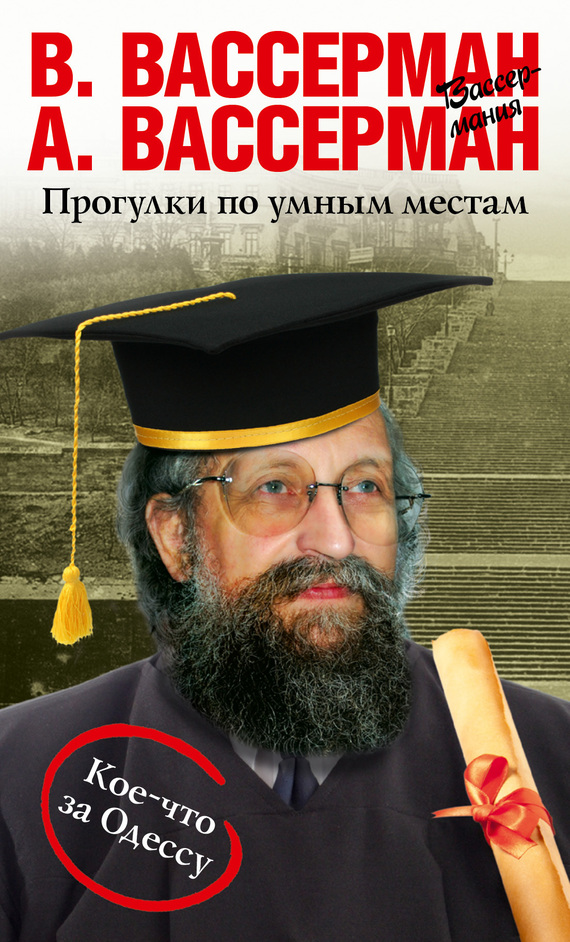 В. ВАССЕРМАН
А. ВАССЕРМАН
Вассер-
мания
Прогулки по умным местам
Кое-что
за Одессу